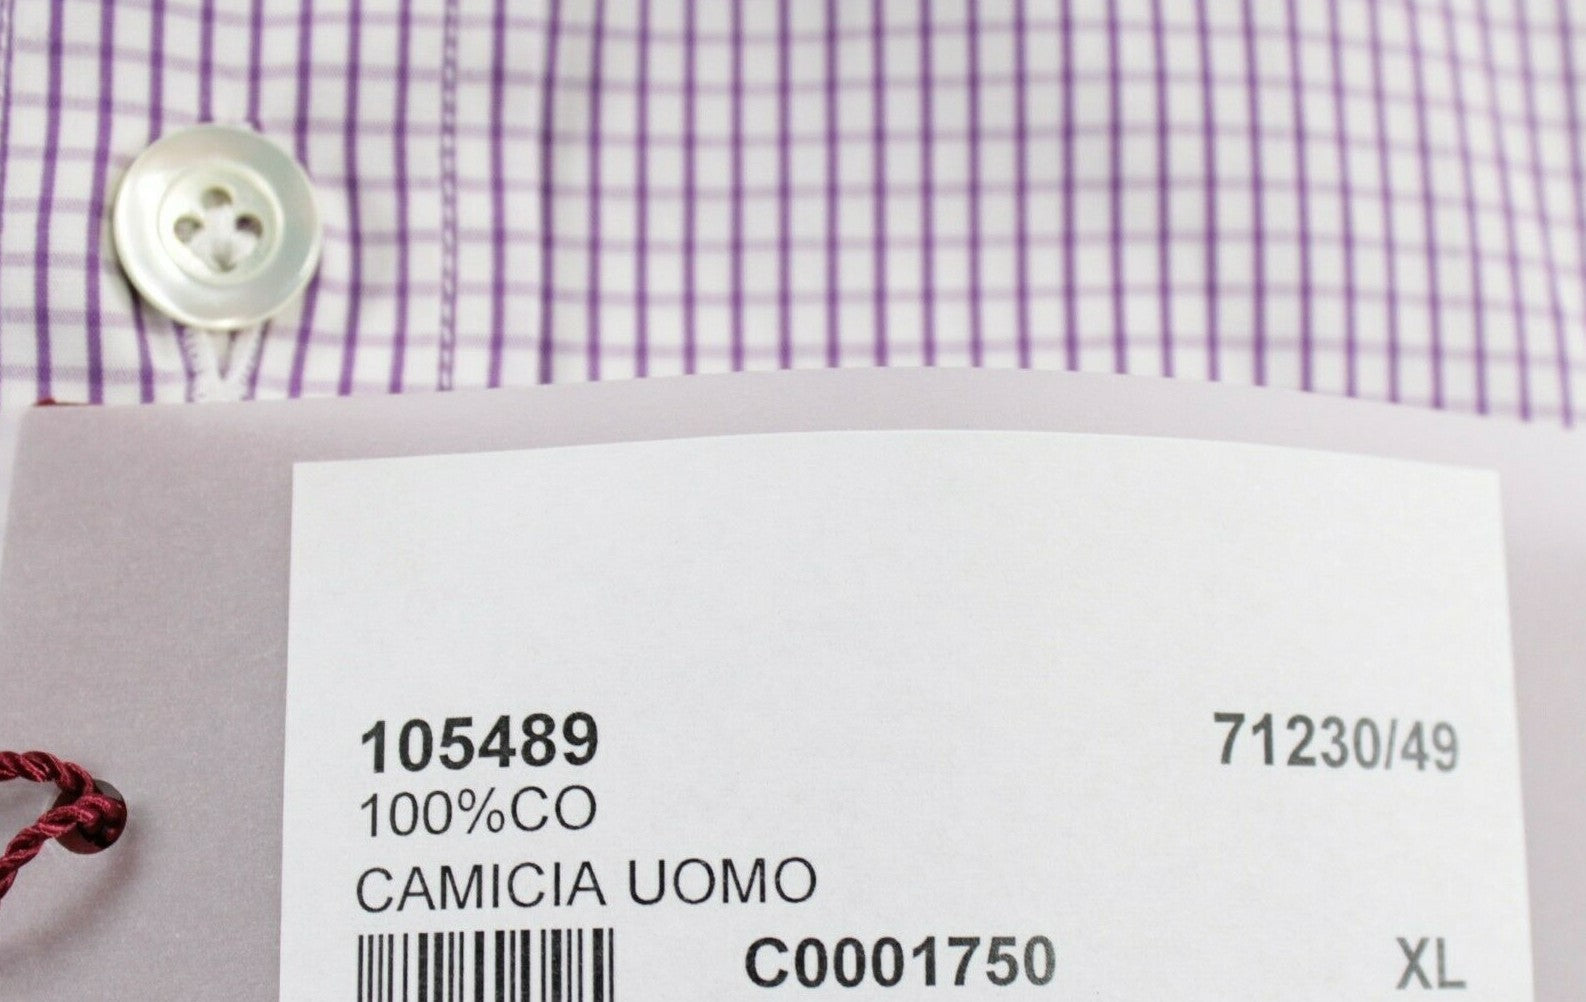 105489 71230/49
100%CO
CAMICIA UOMO
C0001750 XL